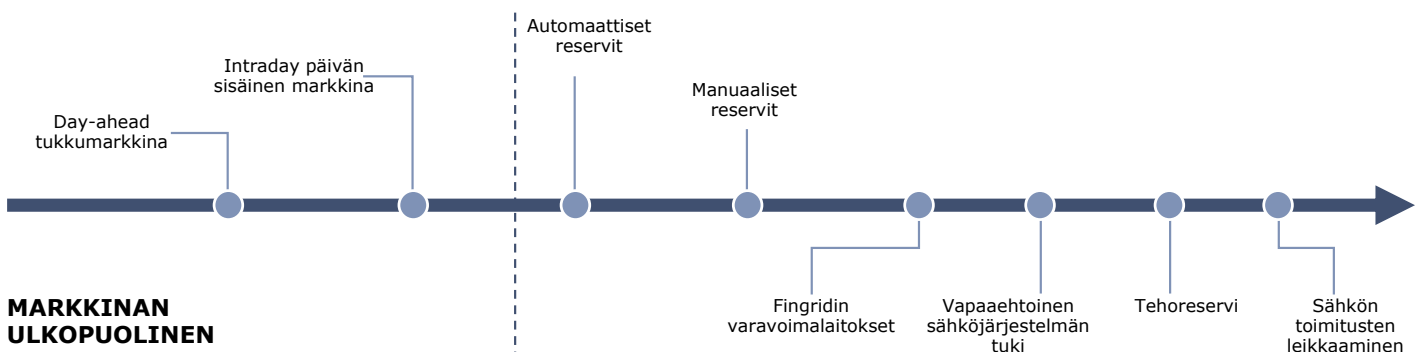 Automaattiset
reservit
Intraday päivän
sisäinen markkina
Manuaaliset
reservit
Day-ahead
tukkumarkkina
MARKKINAN
ULKOPUOLINEN
Fingridin
varavoimalaitokset
Vapaaehtoinen
sähköjärjestelmän
tuki
Tehoreservi
Sähkön
toimitusten
leikkaaminen